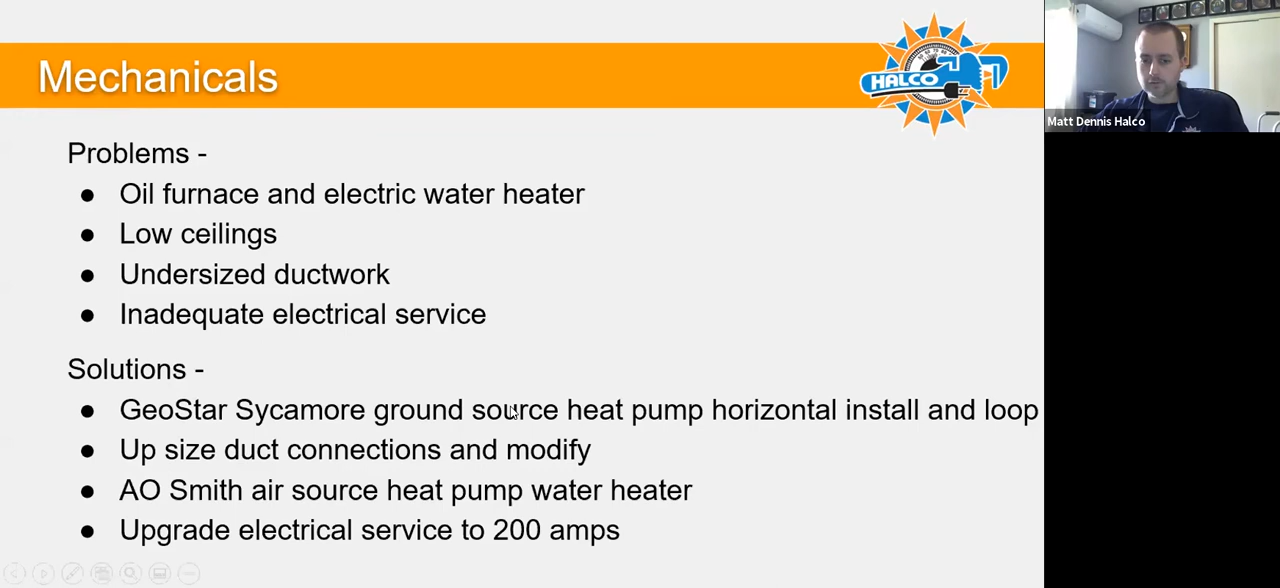 Mechanicals
HALCO
Matt Dennis Halco
Problems -
● Oil furnace and electric water heater
● Low ceilings
● Undersized ductwork
● Inadequate electrical service
Solutions -
● GeoStar Sycamore ground source heat pump horizontal install and loop
● Up size duct connections and modify
● AO Smith air source heat pump water heater
● Upgrade electrical service to 200 amps